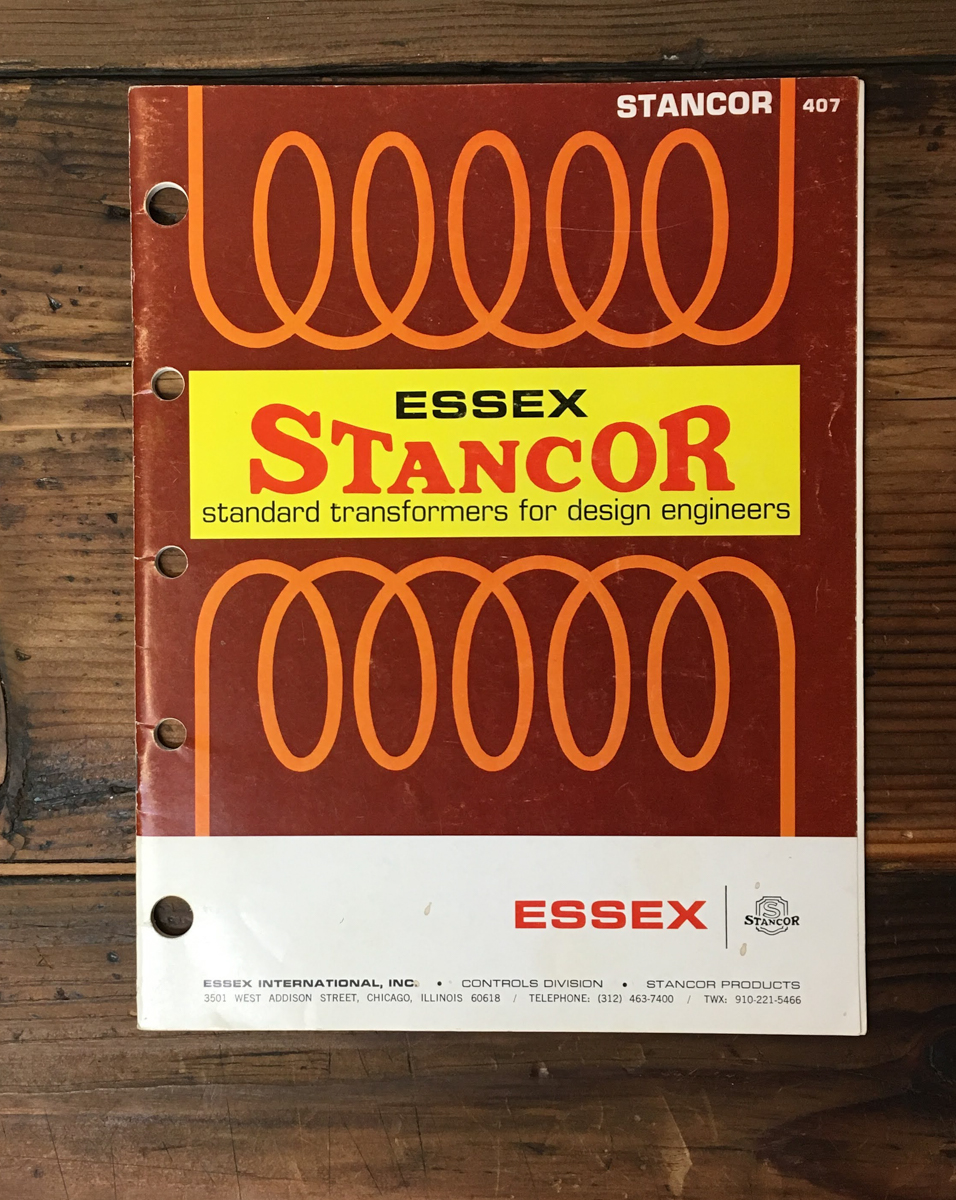 STANCOR 407
ESSEX
STANCOR
standard transformers for design engineers
ESSEX
S
STANCOR
ESSEX INTERNATIONAL, INC. • CONTROLS DIVISION • STANCOR PRODUCTS
3501 WEST ADDISON STREET, CHICAGO, ILLINOIS 60618 / TELEPHONE: (312) 463-7400 / TWX: 910-221-5466